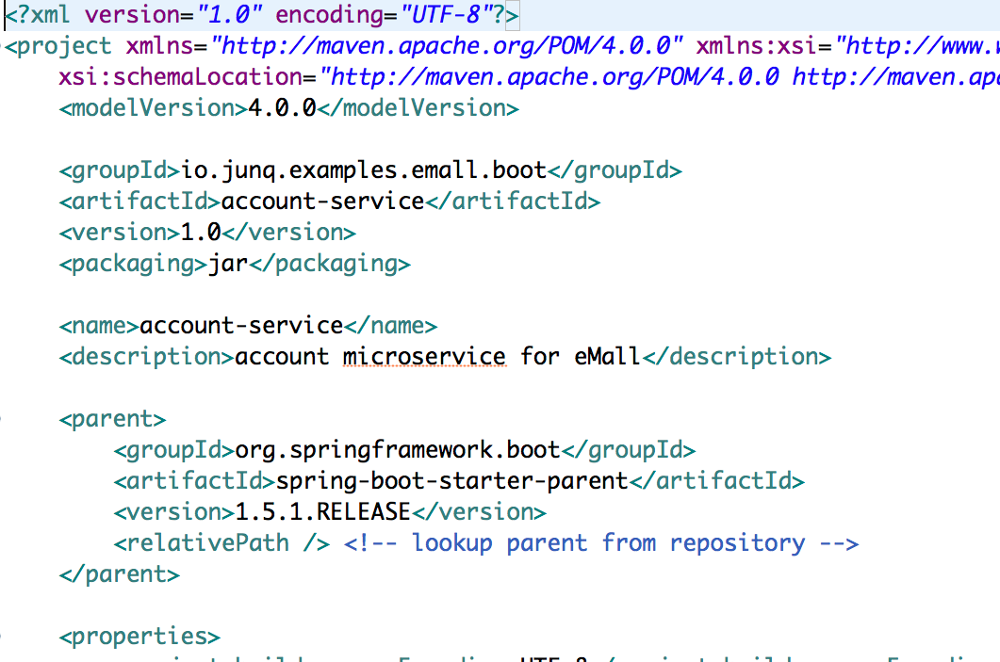 <?xml version="1.0" encoding="UTF-8"?>
<project xmlns="http://maven.apache.org/POM/4.0.0" xmlns:xsi="http://www.
xsi:schemaLocation="http://maven.apache.org/POM/4.0.0 http://maven.
<modelVersion>4.0.0</modelVersion>
<groupId>io.junq.examples.emall.boot</groupId>
<artifactId>account-service</artifactId>
<version>1.0</version>
<packaging>jar</packaging>
<name>account-service</name>
<description>account microservice for eMall</description>
<parent>
<groupId>org.springframework.boot</groupId>
<artifactId>spring-boot-starter-parent</artifactId>
<version>1.5.1.RELEASE</version>
<relativePath /> <!-- lookup parent from repository -->
</parent>
<properties>